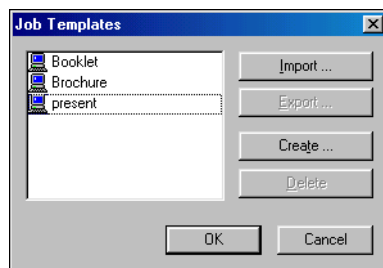 Job Templates
Booklet
Brochure
present
Import ...
Export ...
Create ...
Delete
OK
Cancel